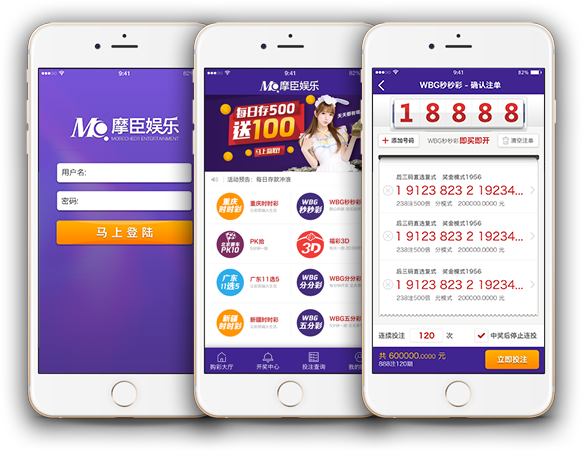 9:41
82%
摩臣娱乐
用户名:
密码:
马上登陆
9:41
摩臣娱乐
每日存500
送100
马上领取!
活动预告: 每日存款冲浪
重庆
时时彩
重庆时时彩
WBG
秒秒彩
WBG秒秒彩
北京赛车
PK10
PK拾
3D
福彩3D
广东
11选5
广东11选5
WBG
分分彩
WBG分分彩
新疆
时时彩
新疆时时彩
WBG
五分彩
WBG五分彩
购彩大厅
开奖中心
投注查询
我的
9:41
82%
WBG秒秒彩 - 确认注单
1 8 8 8 8
+ 添加号码
WBG秒秒彩 即买即开
清空注单
后三码直选复式 奖金模式1956
1 9123 823 2 19234...
238注500倍 分模式 200000.0000 元
后三码直选复式 奖金模式1956
1 9123 823 2 19234...
238注500倍 元模式 200000.0000 元
后三码直选复式 奖金模式1956
1 9123 823 2 19234...
238注500倍 元模式 200000.0000 元
连续投注 120 次
中奖后停止连投
共 600000.0000 元
888注120期
立即投注